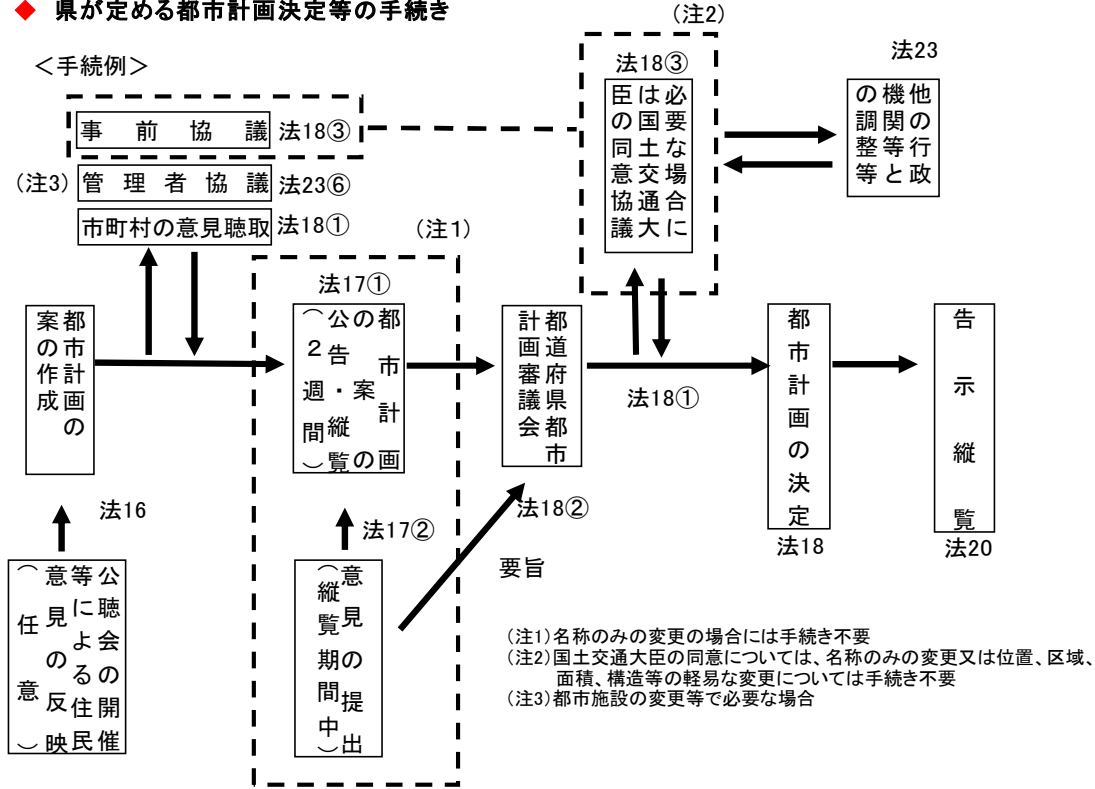 ◆ 県が定める都市計画決定等の手続き
＜手続例＞
事前協議 法18③
(注3) 管理者協議 法23⑥
市町村の意見聴取 法18①
(注2)
法18③
必要な場合に
は国土交通大
臣の同意協議
法23
他の行政
機関等と
の調整等
(注1)
都市計画の
案の作成
法17①
都市計画
の案の
公告・縦覧
（2週間）
都道府県都市
計画審議会
法18①
都市計画の決定
法18
告示縦覧
法20
法16
公聴会の開催
等による住民
意見の反映
（任意）
法17②
意見の提出
（縦覧期間中）
法18②
要旨
(注1)名称のみの変更の場合には手続き不要
(注2)国土交通大臣の同意については、名称のみの変更又は位置、区域、
面積、構造等の軽易な変更については手続き不要
(注3)都市施設の変更等で必要な場合